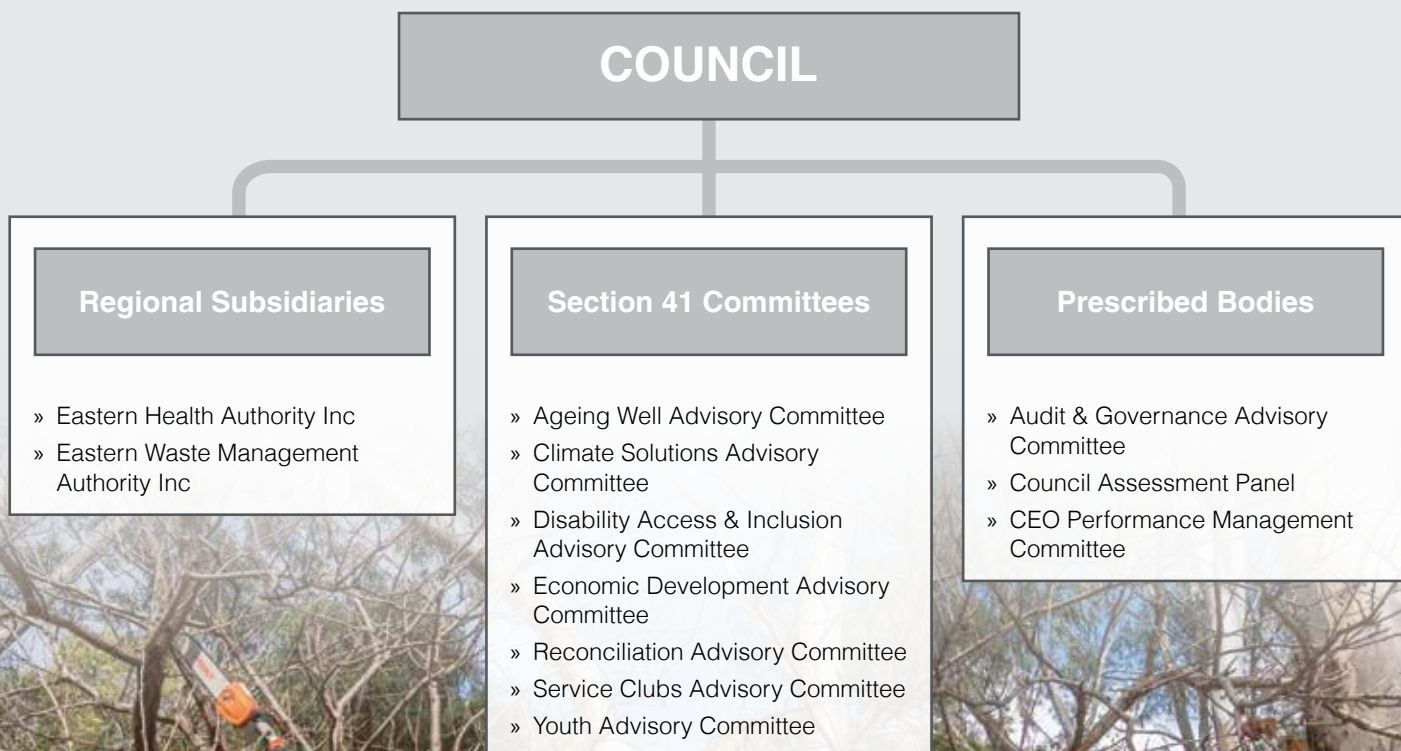 COUNCIL
Regional Subsidiaries
» Eastern Health Authority Inc
» Eastern Waste Management
Authority Inc
Section 41 Committees
» Ageing Well Advisory Committee
» Climate Solutions Advisory
Committee
» Disability Access & Inclusion
Advisory Committee
» Economic Development Advisory
Committee
» Reconciliation Advisory Committee
» Service Clubs Advisory Committee
» Youth Advisory Committee
Prescribed Bodies
» Audit & Governance Advisory
Committee
» Council Assessment Panel
» CEO Performance Management
Committee